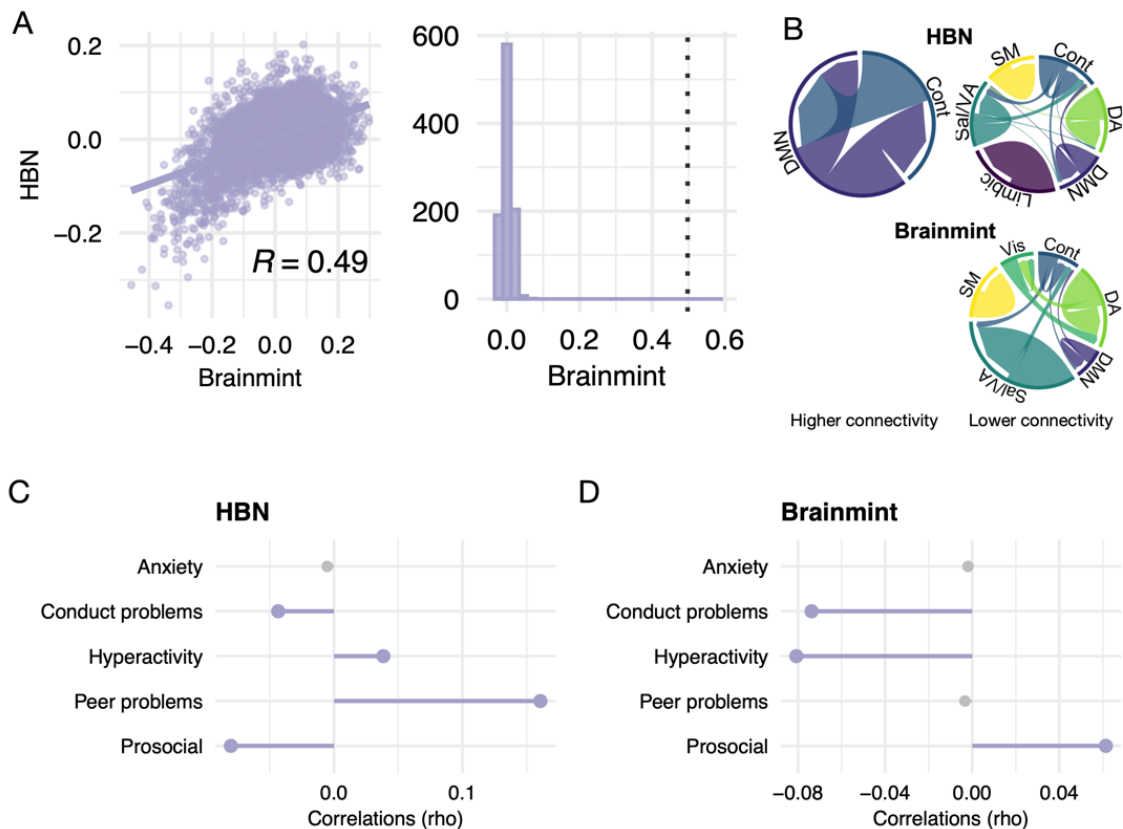 A
HBN
0.2
0.0
−0.2
R = 0.49
−0.4 −0.2 0.0 0.2
Brainmint
600
400
200
0
0.0 0.2 0.4 0.6
Brainmint
B
HBN
DMN
Cont
SM
Cont
Sal/VA
DA
Limbic
DMN
Brainmint
Vis
Cont
SM
DA
Sal/VA
DMN
Higher connectivity
Lower connectivity
C
HBN
Anxiety
Conduct problems
Hyperactivity
Peer problems
Prosocial
0.0 0.1
Correlations (rho)
D
Brainmint
Anxiety
Conduct problems
Hyperactivity
Peer problems
Prosocial
−0.08 −0.04 0.00 0.04
Correlations (rho)